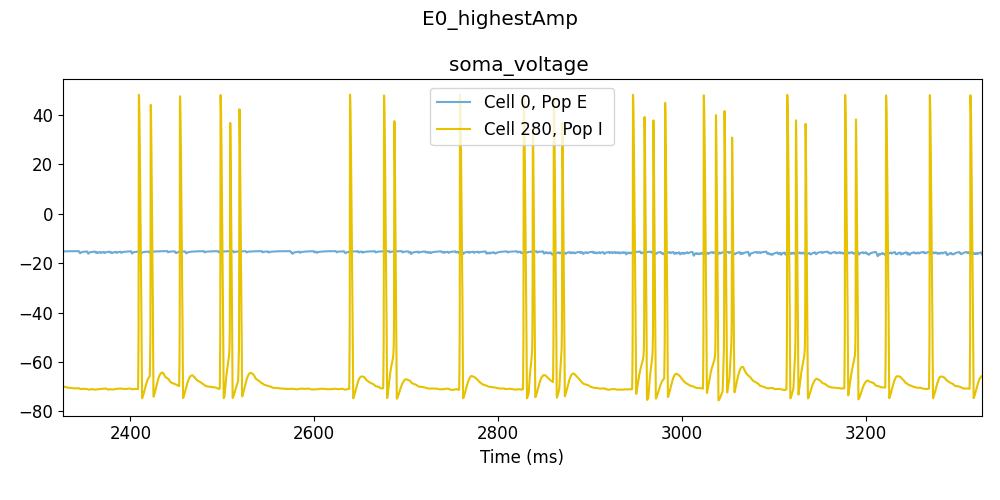 E0_highestAmp
soma_voltage
Cell 0, Pop E
Cell 280, Pop I
40
20
0
−20
−40
−60
−80
2400
2600
2800
3000
3200
Time (ms)